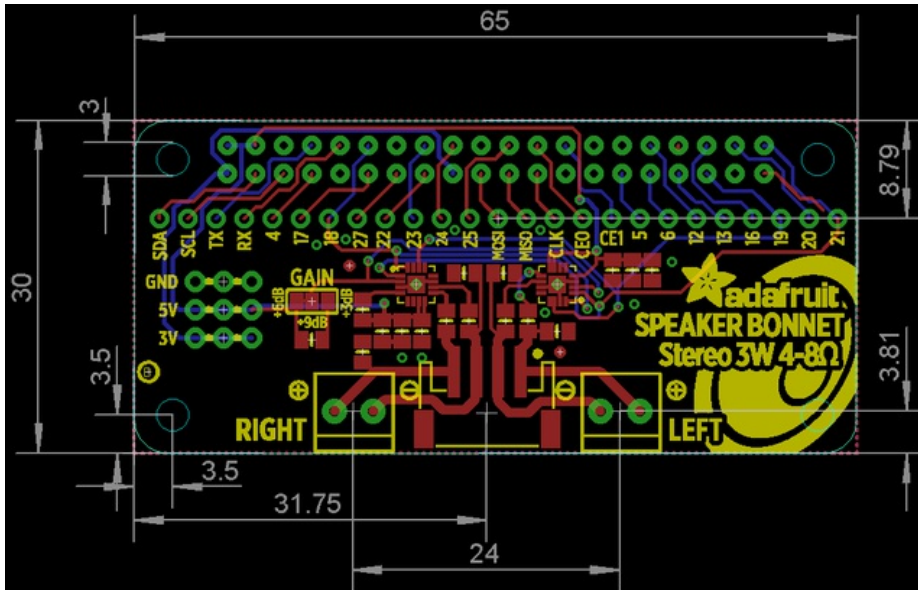 65
3
30
8.79
SDA SCL TX RX 4 17 18 27 22 23 24 25 MOSI MISO CLK CE0 CE1 5 6 12 13 16 19 20 21
GND
5V
3V
GAIN
+6dB
+3dB
+9dB
adafruit
SPEAKER BONNET
Stereo 3W 4-8Ω
3.5
3.81
RIGHT
LEFT
3.5
31.75
24